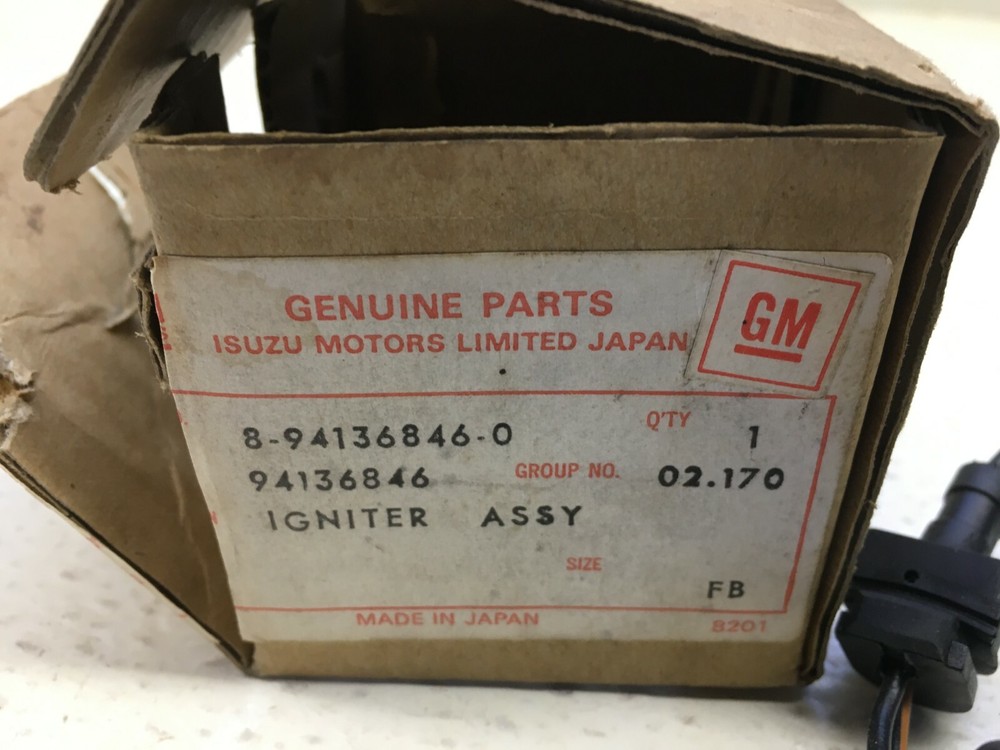 GENUINE PARTS
ISUZU MOTORS LIMITED JAPAN
GM
8-94136846-0 Q'TY 1
94136846 GROUP NO. 02.170
IGNITER ASSY
SIZE
FB
MADE IN JAPAN 8201